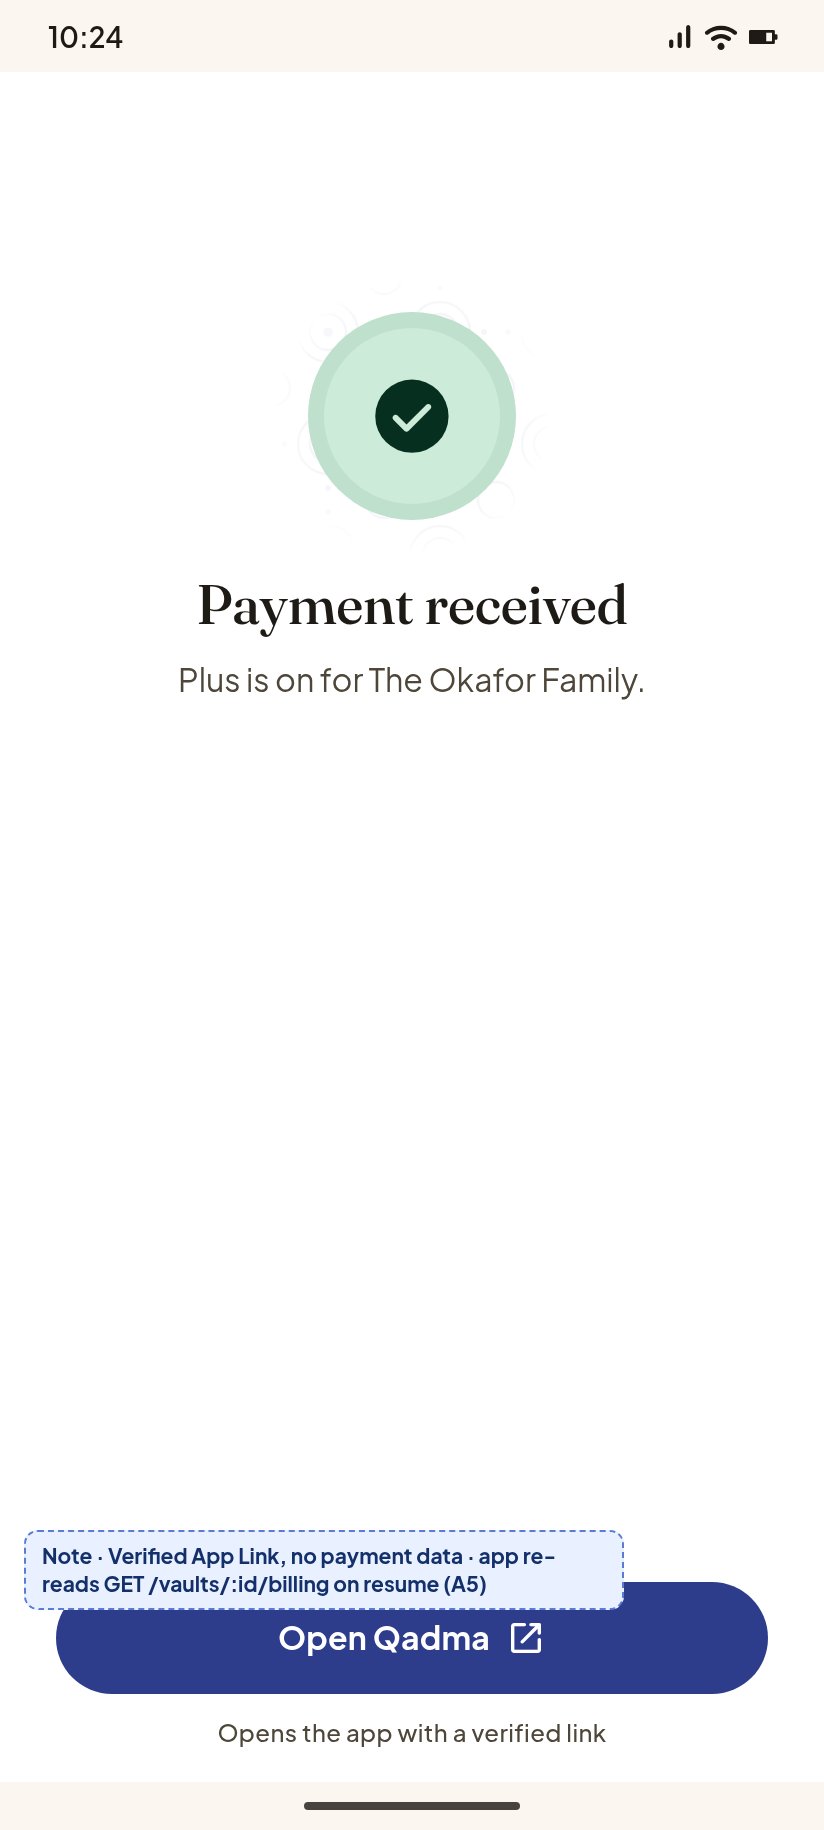 10:24
Payment received
Plus is on for The Okafor Family.
Note · Verified App Link, no payment data · app re-
reads GET /vaults/:id/billing on resume (A5)
Open Qadma
Opens the app with a verified link